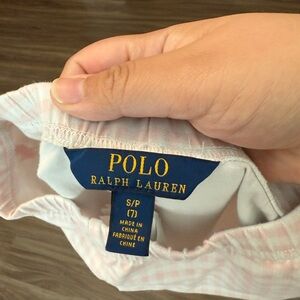 POLO
RALPH LAUREN
S/P
(7)
MADE IN
CHINA
FABRIQUÉ EN
CHINE